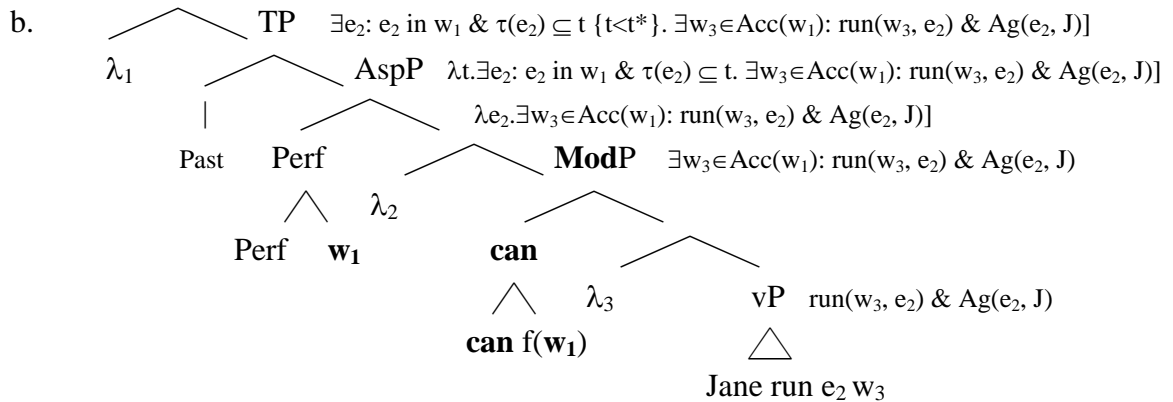 b. TP ∃e₂: e₂ in w₁ & τ(e₂) ⊆ t {t<t*}. ∃w₃∈Acc(w₁): run(w₃, e₂) & Ag(e₂, J)]
λ₁ AspP λt.∃e₂: e₂ in w₁ & τ(e₂) ⊆ t. ∃w₃∈Acc(w₁): run(w₃, e₂) & Ag(e₂, J)]
λe₂.∃w₃∈Acc(w₁): run(w₃, e₂) & Ag(e₂, J)]
Past Perf ModP ∃w₃∈Acc(w₁): run(w₃, e₂) & Ag(e₂, J)
λ₂
Perf w₁ can
λ₃ vP run(w₃, e₂) & Ag(e₂, J)
can f(w₁)
Jane run e₂ w₃